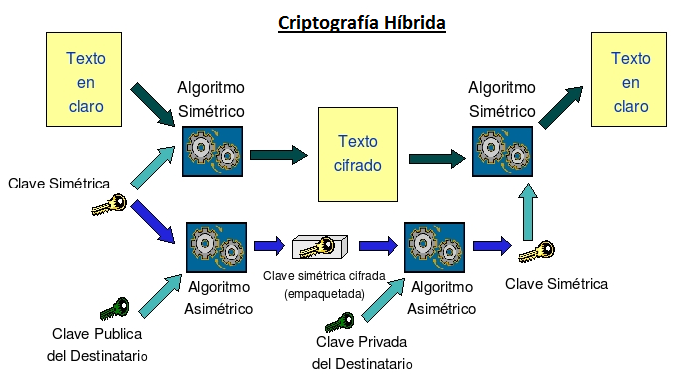 Criptografía Híbrida
Texto
en
claro
Algoritmo
Simétrico
Texto
cifrado
Algoritmo
Simétrico
Texto
en
claro
Clave Simétrica
Algoritmo
Asimétrico
Clave simétrica cifrada
(empaquetada)
Algoritmo
Asimétrico
Clave Simétrica
Clave Publica
del Destinatario
Clave Privada
del Destinatario